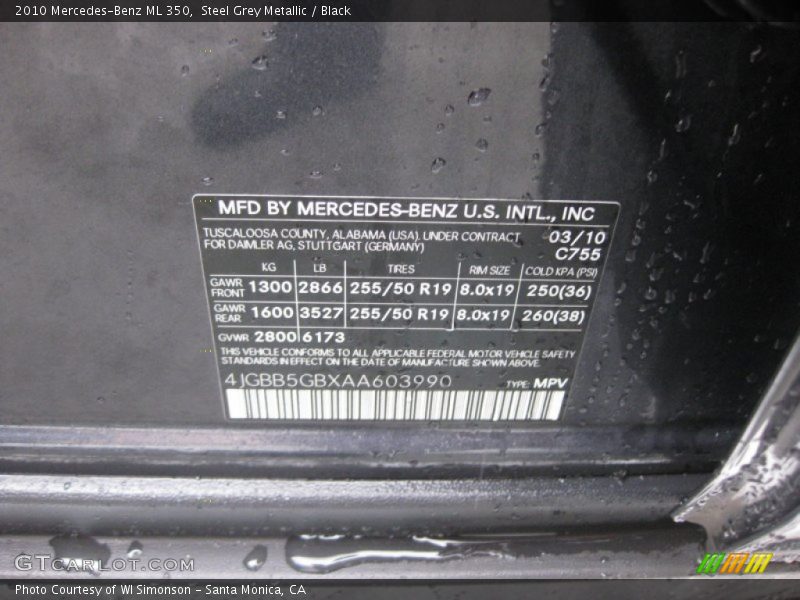 2010 Mercedes-Benz ML 350, Steel Grey Metallic / Black
MFD BY MERCEDES-BENZ U.S. INTL., INC
TUSCALOOSA COUNTY, ALABAMA (USA). UNDER CONTRACT 03/10
FOR DAIMLER AG, STUTTGART (GERMANY) C755
KG LB TIRES RIM SIZE COLD KPA (PSI)
GAWR FRONT 1300 2866 255/50 R19 8.0x19 250(36)
GAWR REAR 1600 3527 255/50 R19 8.0x19 260(38)
GVWR 2800 6173
THIS VEHICLE CONFORMS TO ALL APPLICABLE FEDERAL MOTOR VEHICLE SAFETY
STANDARDS IN EFFECT ON THE DATE OF MANUFACTURE SHOWN ABOVE.
4JGBB5GBXAA603990 TYPE: MPV
GTCARLOT.COM
Photo Courtesy of WI Simonson - Santa Monica, CA